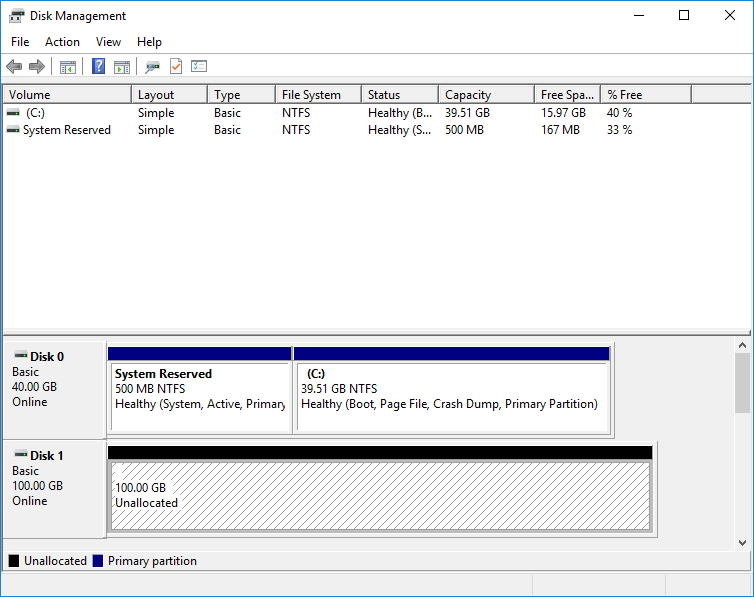 Disk Management
File Action View Help
Volume Layout Type File System Status Capacity Free Spa... % Free
(C:) Simple Basic NTFS Healthy (B... 39.51 GB 15.97 GB 40 %
System Reserved Simple Basic NTFS Healthy (S... 500 MB 167 MB 33 %
Disk 0
Basic
40.00 GB
Online
System Reserved
500 MB NTFS
Healthy (System, Active, Primary
(C:)
39.51 GB NTFS
Healthy (Boot, Page File, Crash Dump, Primary Partition)
Disk 1
Basic
100.00 GB
Online
100.00 GB
Unallocated
Unallocated Primary partition